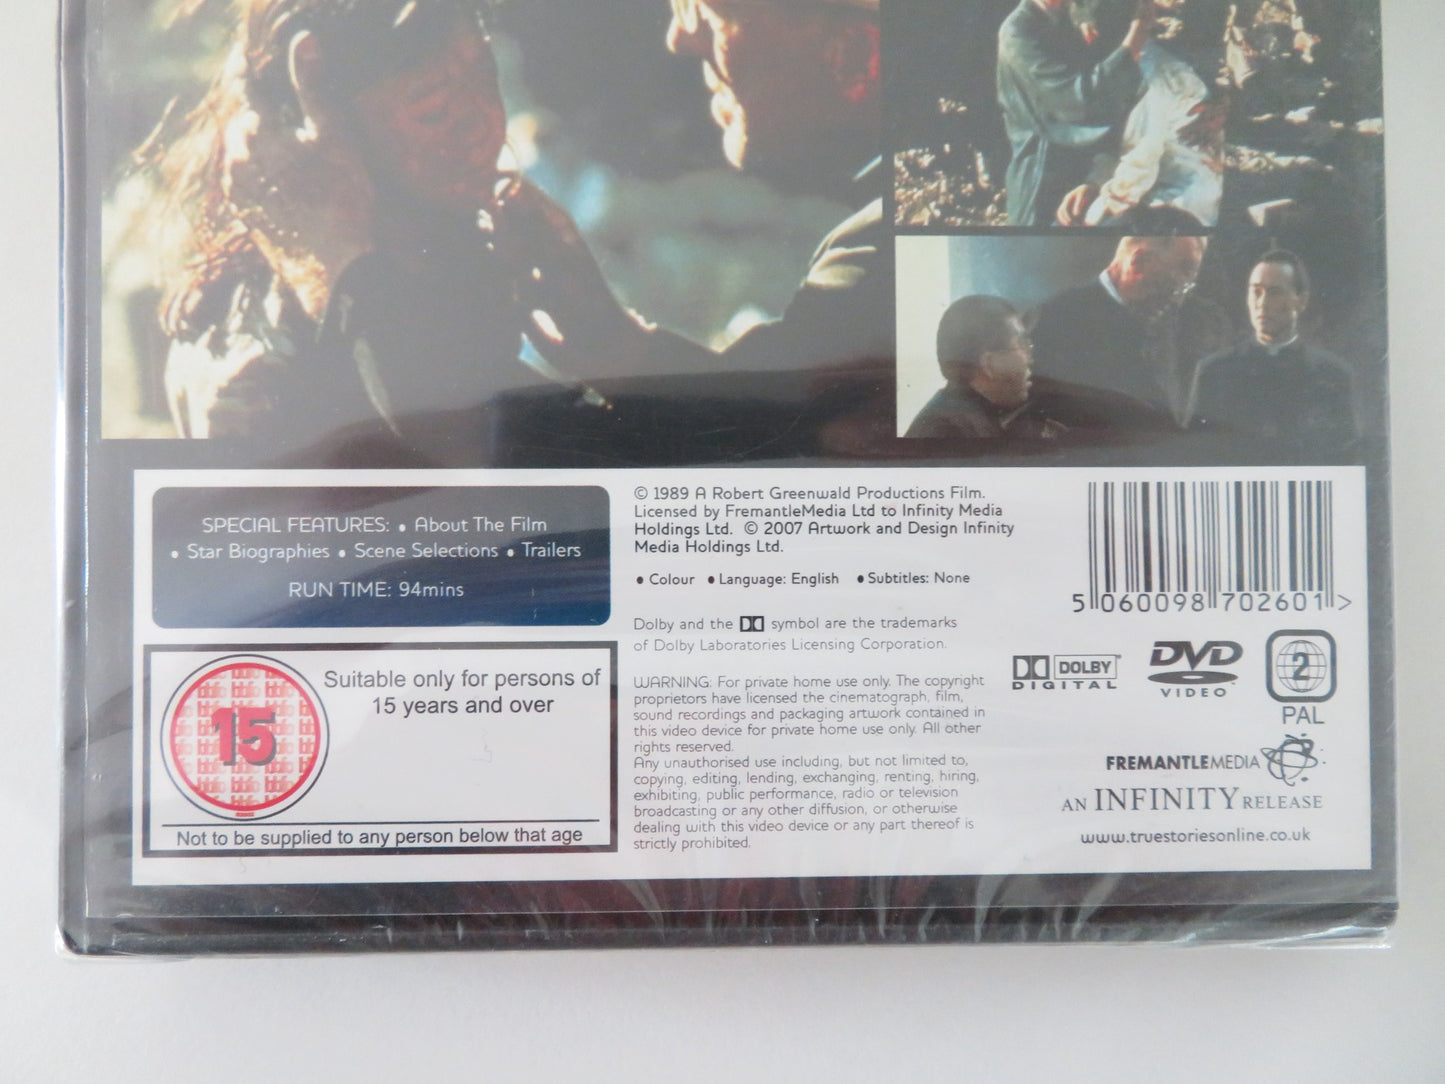 SPECIAL FEATURES: • About The Film
• Star Biographies • Scene Selections • Trailers
RUN TIME: 94mins
15
Suitable only for persons of
15 years and over
Not to be supplied to any person below that age
© 1989 A Robert Greenwald Productions Film.
Licensed by FremantleMedia Ltd to Infinity Media
Holdings Ltd. © 2007 Artwork and Design Infinity
Media Holdings Ltd.
• Colour • Language: English • Subtitles: None
Dolby and the symbol are the trademarks
of Dolby Laboratories Licensing Corporation.
WARNING: For private home use only. The copyright
proprietors have licensed the cinematograph, film,
sound recordings and packaging artwork contained in
this video device for private home use only. All other
rights reserved.
Any unauthorised use including, but not limited to,
copying, editing, lending, exchanging, renting, hiring,
exhibiting, public performance, radio or television
broadcasting or any other diffusion, or otherwise
dealing with this video device or any part thereof is
strictly prohibited.
5 060098 702601 >
DOLBY
DIGITAL
DVD
VIDEO
2
PAL
FREMANTLEMEDIA
AN INFINITY RELEASE
www.truestoriesonline.co.uk